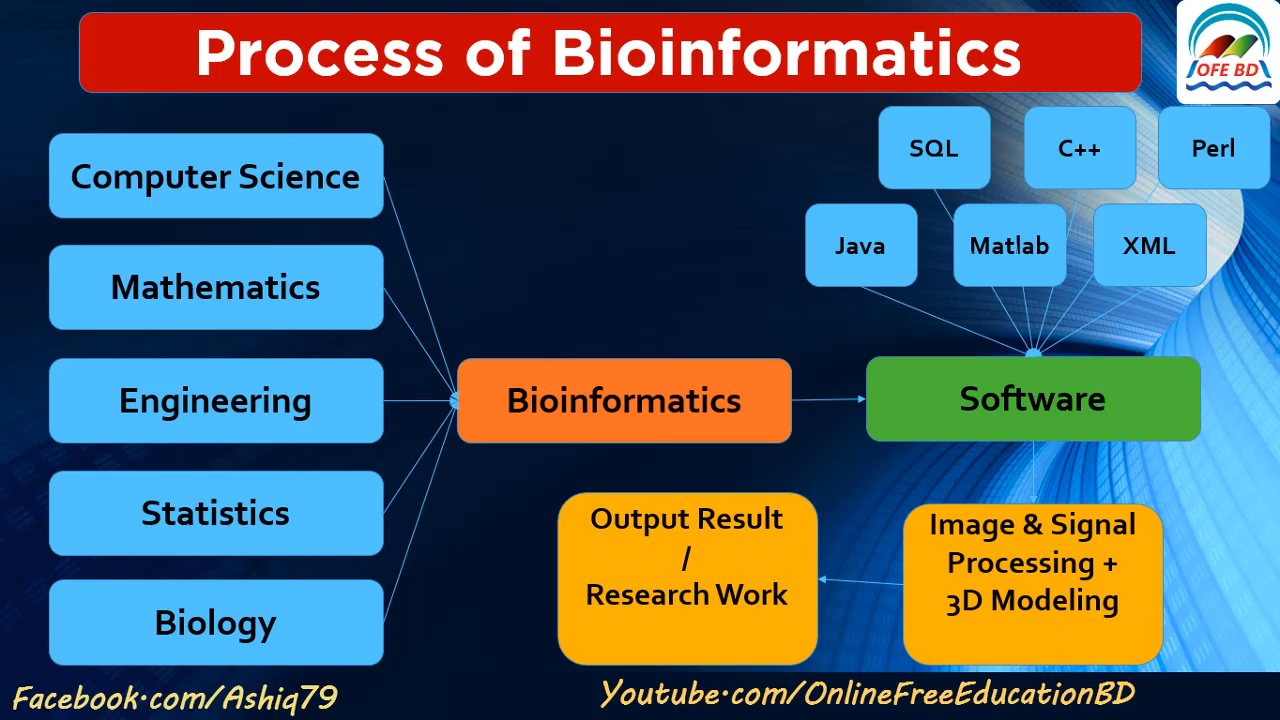 Process of Bioinformatics
OFE BD
Computer Science
Mathematics
Engineering
Statistics
Biology
Bioinformatics
SQL
C++
Perl
Java
Matlab
XML
Software
Image & Signal
Processing +
3D Modeling
Output Result
/
Research Work
Facebook.com/Ashiq79
Youtube.com/OnlineFreeEducationBD